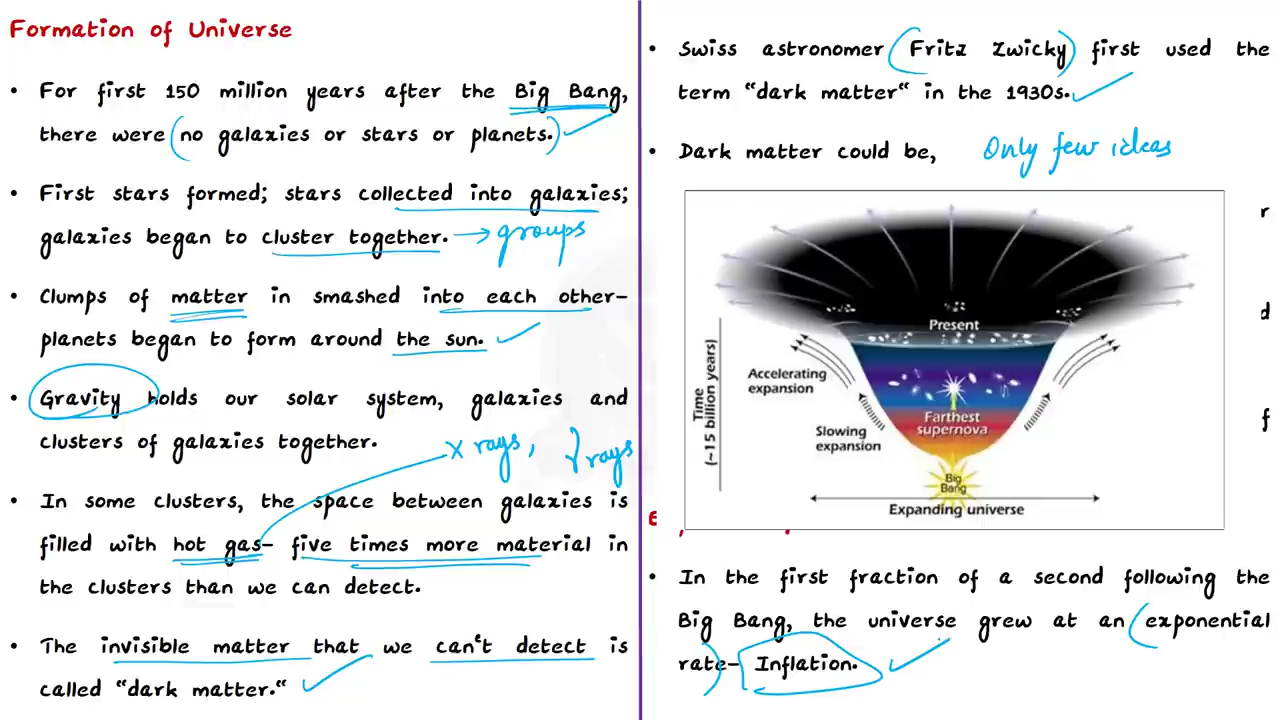 Formation of Universe
• For first 150 million years after the Big Bang,
there were (no galaxies or stars or planets.)
• First stars formed; stars collected into galaxies;
galaxies began to cluster together. → groups
• Clumps of matter in smashed into each other-
planets began to form around the sun.
• Gravity holds our solar system, galaxies and
clusters of galaxies together.
x rays, γ rays
• In some clusters, the space between galaxies is
filled with hot gas- five times more material in
the clusters than we can detect.
• The invisible matter that we can't detect is
called "dark matter."
• Swiss astronomer (Fritz Zwicky) first used the
term "dark matter" in the 1930s.
• Dark matter could be, Only few ideas
Present
Accelerating
expansion
Slowing
expansion
Farthest
supernova
Big
Bang
Expanding universe
Time
(~15 billion years)
r
d
f
• In the first fraction of a second following the
Big Bang, the universe grew at an (exponential
rate)- Inflation.